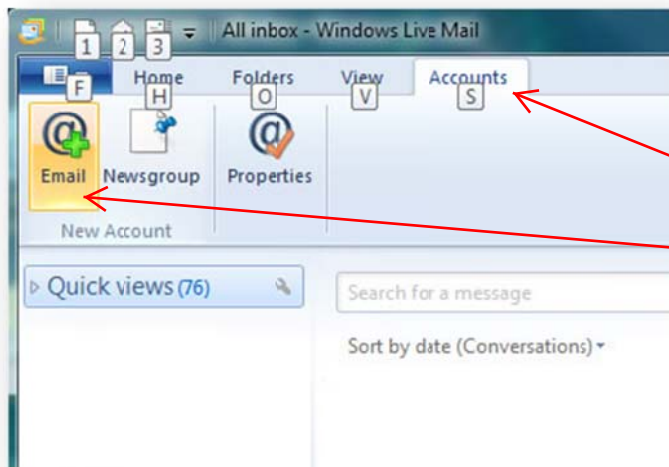 All inbox - Windows Live Mail
1 2 3
Home Folders View Accounts
F H O V S
Email Newsgroup Properties
New Account
Quick views (76)
Search for a message
Sort by date (Conversations)